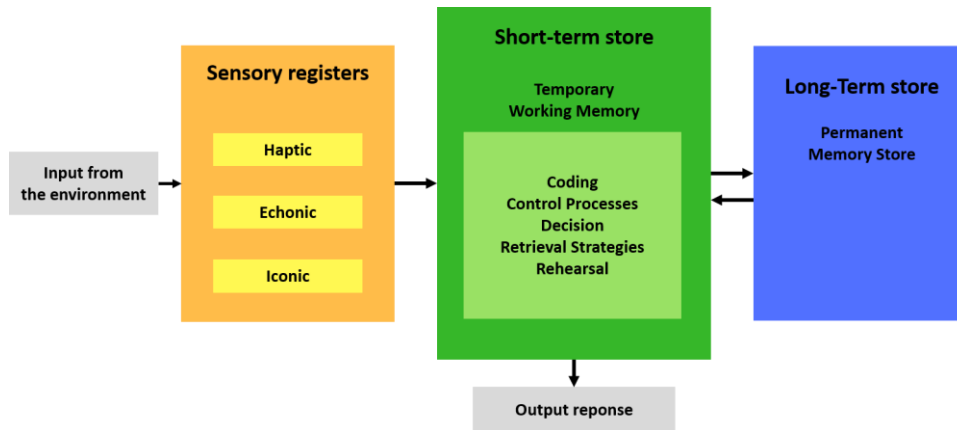 Input from
the environment
Sensory registers
Haptic
Echonic
Iconic
Short-term store
Temporary
Working Memory
Coding
Control Processes
Decision
Retrieval Strategies
Rehearsal
Long-Term store
Permanent
Memory Store
Output reponse